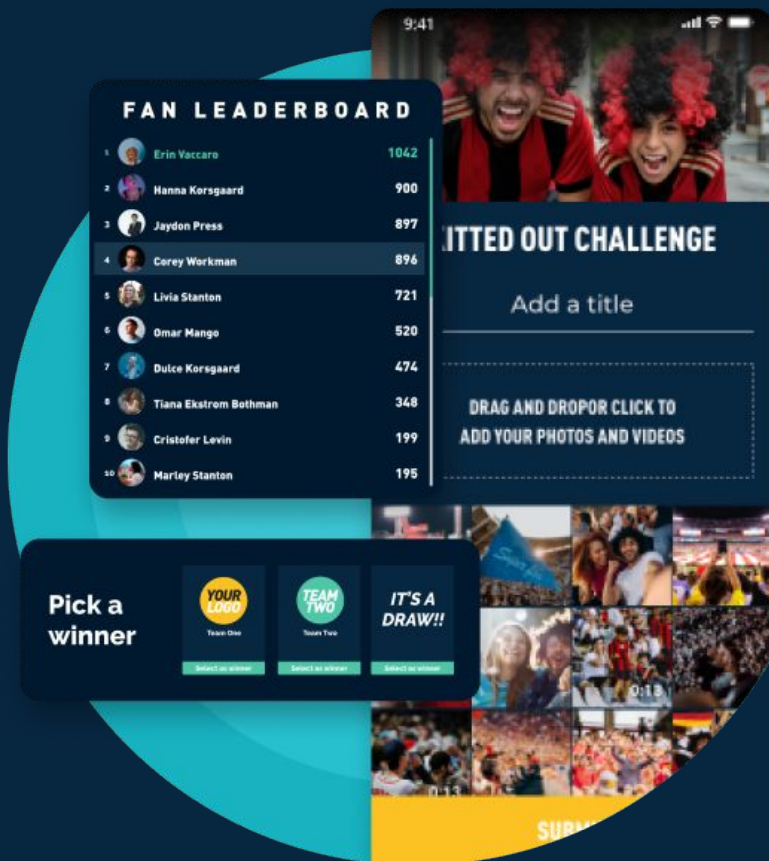 9:41
FAN LEADERBOARD
1 Erin Vaccaro 1042
2 Hanna Korsgaard 900
3 Jaydon Press 897
4 Corey Workman 896
5 Livia Stanton 721
6 Omar Mango 520
7 Dulce Korsgaard 474
8 Tiana Ekstrom Bothman 348
9 Cristofer Levin 199
10 Marley Stanton 195
ITTED OUT CHALLENGE
Add a title
DRAG AND DROPOR CLICK TO
ADD YOUR PHOTOS AND VIDEOS
Pick a
winner
YOUR
LOGO
Team One
Select as winner
TEAM
TWO
Team Two
Select as winner
IT'S A
DRAW!!
Select as winner
0:13
0:13